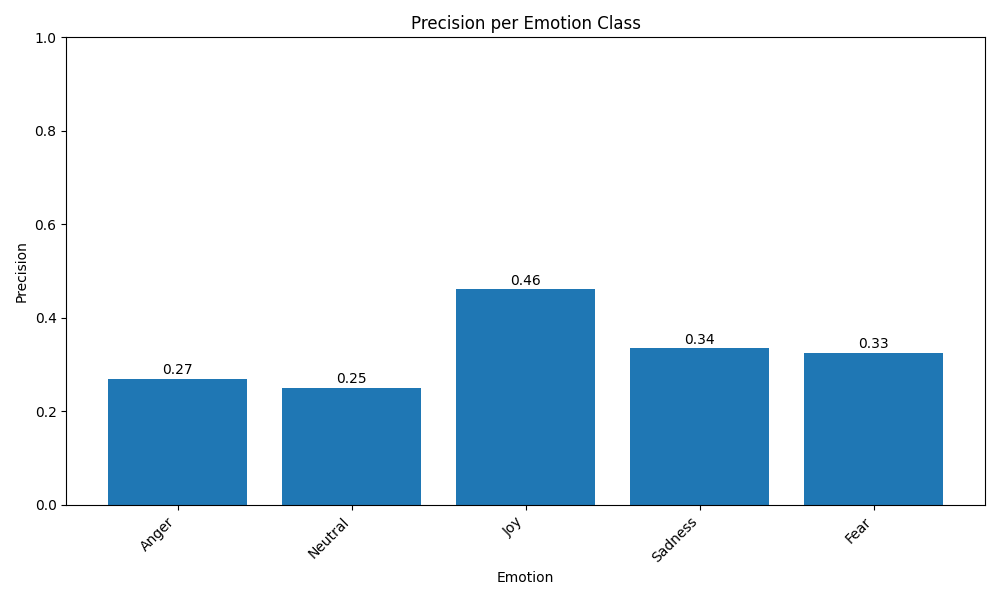 Precision per Emotion Class
1.0
0.8
0.6
0.4
0.2
0.0
Precision
0.27
0.25
0.46
0.34
0.33
Anger
Neutral
Joy
Sadness
Fear
Emotion